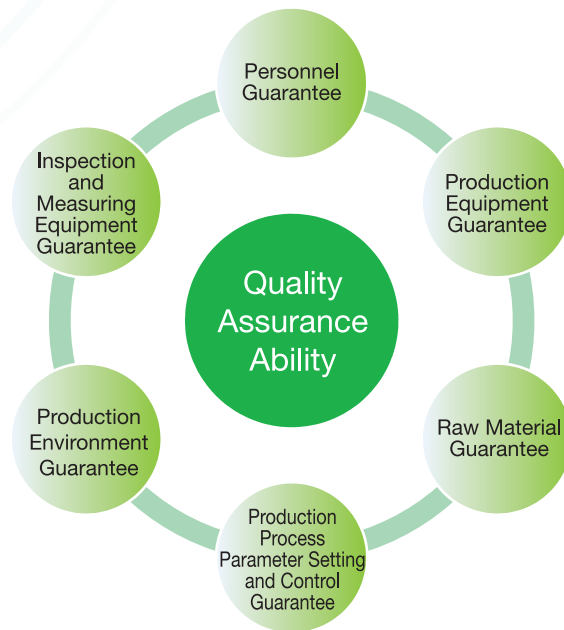 Personnel
Guarantee
Inspection
and
Measuring
Equipment
Guarantee
Production
Equipment
Guarantee
Quality
Assurance
Ability
Production
Environment
Guarantee
Raw Material
Guarantee
Production
Process
Parameter Setting
and Control
Guarantee